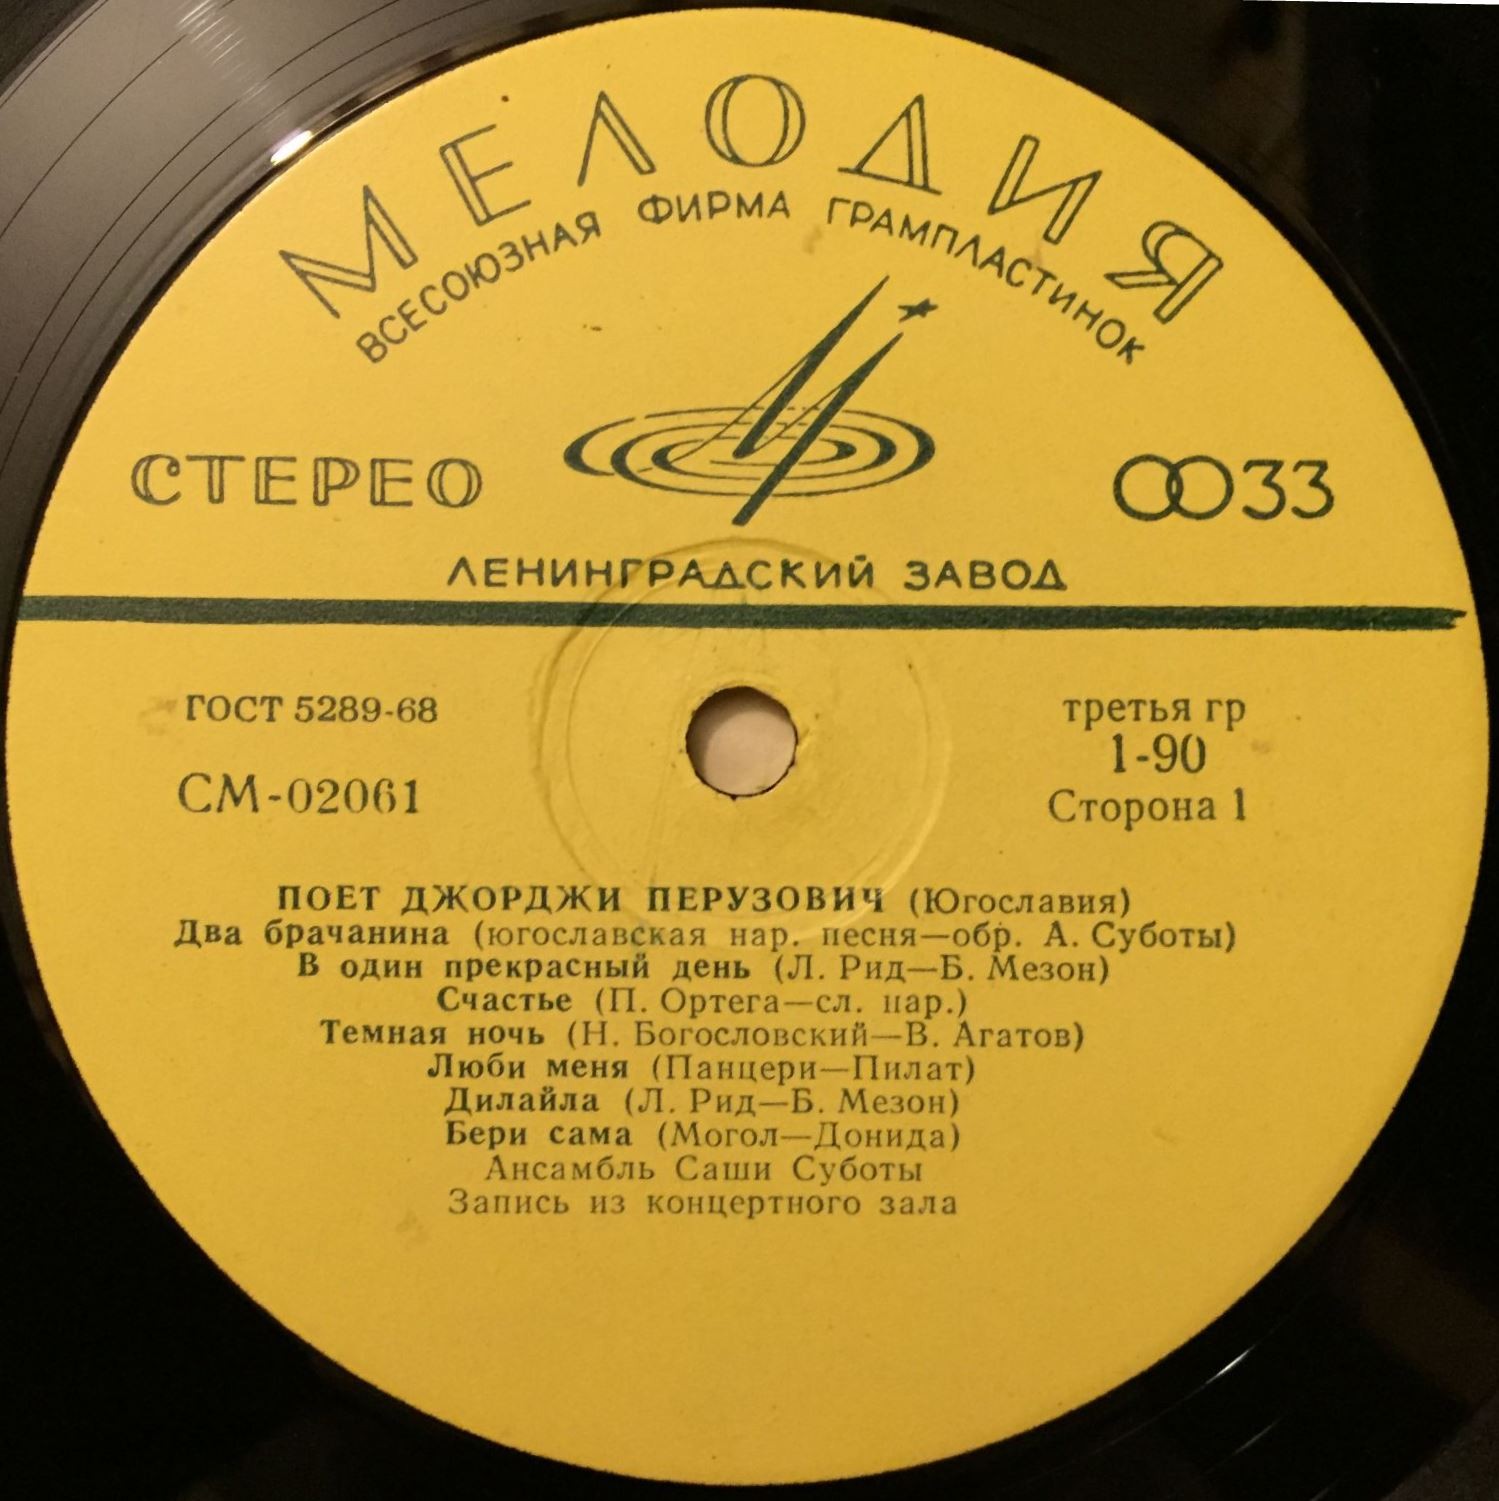 МЕЛОДИЯ
ВСЕСОЮЗНАЯ ФИРМА ГРАМПЛАСТИНОК
СТЕРЕО
33
ЛЕНИНГРАДСКИЙ ЗАВОД
ГОСТ 5289-68
третья гр
1-90
СМ-02061
Сторона 1
ПОЕТ ДЖОРДЖИ ПЕРУЗОВИЧ (Югославия)
Два брачанина (югославская нар. песня—обр. А. Суботы)
В один прекрасный день (Л. Рид—Б. Мезон)
Счастье (П. Ортега—сл. нар.)
Темная ночь (Н. Богословский—В. Агатов)
Люби меня (Панцери—Пилат)
Дилайла (Л. Рид—Б. Мезон)
Бери сама (Могол—Донида)
Ансамбль Саши Суботы
Запись из концертного зала